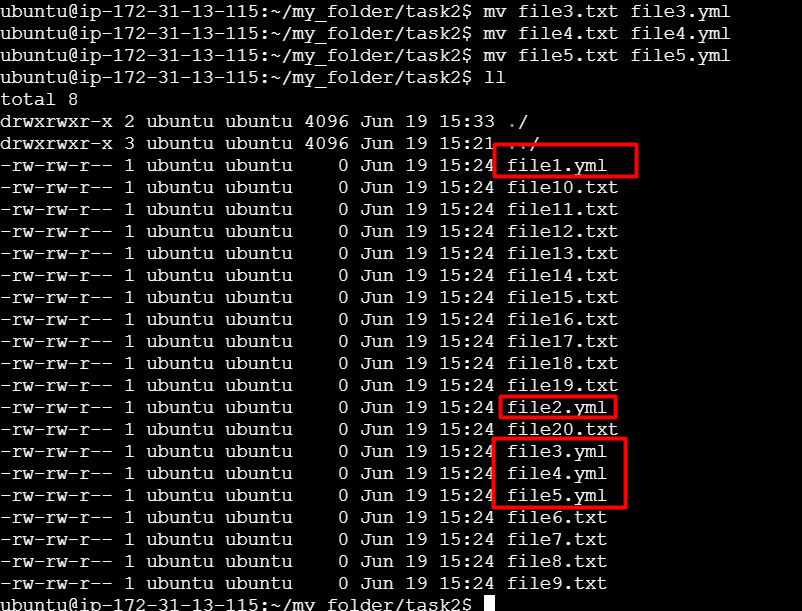 ubuntu@ip-172-31-13-115:~/my_folder/task2$ mv file3.txt file3.yml
ubuntu@ip-172-31-13-115:~/my_folder/task2$ mv file4.txt file4.yml
ubuntu@ip-172-31-13-115:~/my_folder/task2$ mv file5.txt file5.yml
ubuntu@ip-172-31-13-115:~/my_folder/task2$ ll
total 8
drwxrwxr-x 2 ubuntu ubuntu 4096 Jun 19 15:33 ./
drwxrwxr-x 3 ubuntu ubuntu 4096 Jun 19 15:21 ../
-rw-rw-r-- 1 ubuntu ubuntu    0 Jun 19 15:24 file1.yml
-rw-rw-r-- 1 ubuntu ubuntu    0 Jun 19 15:24 file10.txt
-rw-rw-r-- 1 ubuntu ubuntu    0 Jun 19 15:24 file11.txt
-rw-rw-r-- 1 ubuntu ubuntu    0 Jun 19 15:24 file12.txt
-rw-rw-r-- 1 ubuntu ubuntu    0 Jun 19 15:24 file13.txt
-rw-rw-r-- 1 ubuntu ubuntu    0 Jun 19 15:24 file14.txt
-rw-rw-r-- 1 ubuntu ubuntu    0 Jun 19 15:24 file15.txt
-rw-rw-r-- 1 ubuntu ubuntu    0 Jun 19 15:24 file16.txt
-rw-rw-r-- 1 ubuntu ubuntu    0 Jun 19 15:24 file17.txt
-rw-rw-r-- 1 ubuntu ubuntu    0 Jun 19 15:24 file18.txt
-rw-rw-r-- 1 ubuntu ubuntu    0 Jun 19 15:24 file19.txt
-rw-rw-r-- 1 ubuntu ubuntu    0 Jun 19 15:24 file2.yml
-rw-rw-r-- 1 ubuntu ubuntu    0 Jun 19 15:24 file20.txt
-rw-rw-r-- 1 ubuntu ubuntu    0 Jun 19 15:24 file3.yml
-rw-rw-r-- 1 ubuntu ubuntu    0 Jun 19 15:24 file4.yml
-rw-rw-r-- 1 ubuntu ubuntu    0 Jun 19 15:24 file5.yml
-rw-rw-r-- 1 ubuntu ubuntu    0 Jun 19 15:24 file6.txt
-rw-rw-r-- 1 ubuntu ubuntu    0 Jun 19 15:24 file7.txt
-rw-rw-r-- 1 ubuntu ubuntu    0 Jun 19 15:24 file8.txt
-rw-rw-r-- 1 ubuntu ubuntu    0 Jun 19 15:24 file9.txt
ubuntu@ip-172-31-13-115:~/my_folder/task2$